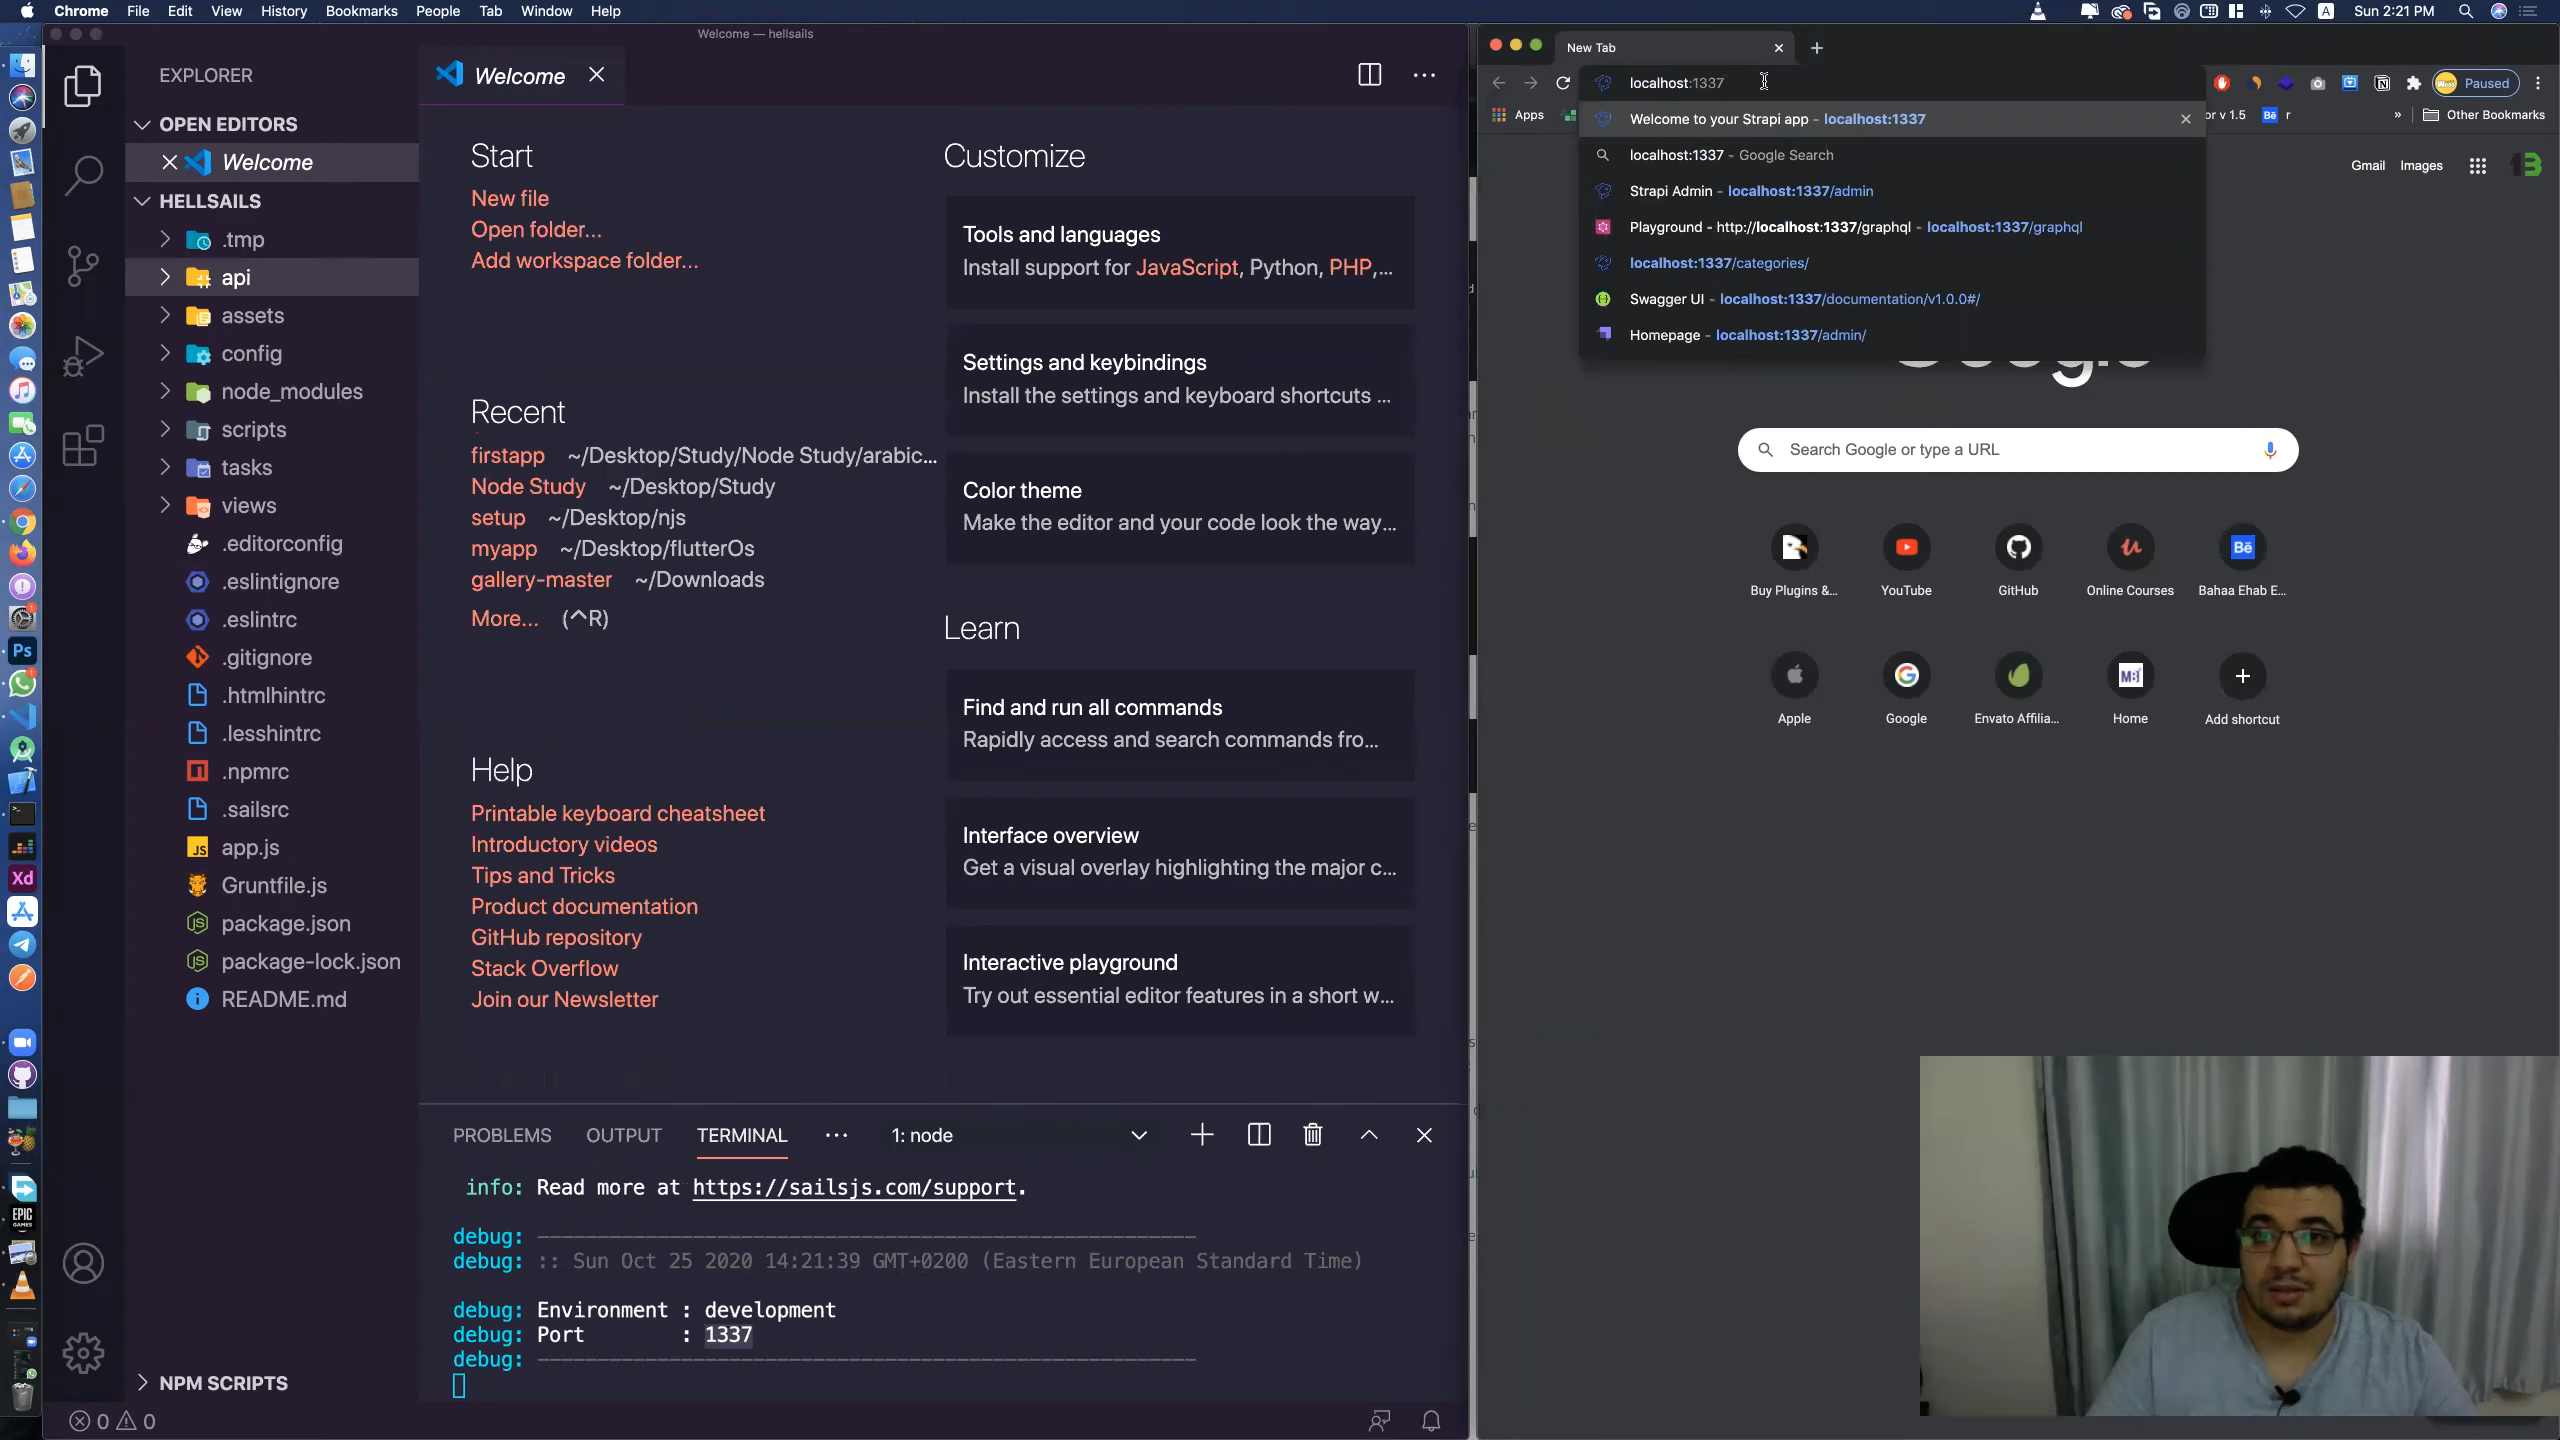 Chrome File Edit View History Bookmarks People Tab Window Help
A Sun 2:21 PM
Welcome — hellsails
EXPLORER
OPEN EDITORS
Welcome
HELLSAILS
.tmp
api
assets
config
node_modules
scripts
tasks
views
.editorconfig
.eslintignore
.eslintrc
.gitignore
.htmlhintrc
.lesshintrc
.npmrc
.sailsrc
app.js
Gruntfile.js
package.json
package-lock.json
README.md
NPM SCRIPTS
0 0
Welcome
Start
New file
Open folder...
Add workspace folder...
Recent
firstapp ~/Desktop/Study/Node Study/arabic...
Node Study ~/Desktop/Study
setup ~/Desktop/njs
myapp ~/Desktop/flutterOs
gallery-master ~/Downloads
More... (^R)
Help
Printable keyboard cheatsheet
Introductory videos
Tips and Tricks
Product documentation
GitHub repository
Stack Overflow
Join our Newsletter
Customize
Tools and languages
Install support for JavaScript, Python, PHP,...
Settings and keybindings
Install the settings and keyboard shortcuts ...
Color theme
Make the editor and your code look the way...
Learn
Find and run all commands
Rapidly access and search commands fro...
Interface overview
Get a visual overlay highlighting the major c...
Interactive playground
Try out essential editor features in a short w...
PROBLEMS OUTPUT TERMINAL ... 1: node
info: Read more at https://sailsjs.com/support.
debug: -------------------------------------------------------
debug: :: Sun Oct 25 2020 14:21:39 GMT+0200 (Eastern European Standard Time)
debug: Environment : development
debug: Port : 1337
debug: -------------------------------------------------------
New Tab
localhost:1337
Paused
Welcome to your Strapi app - localhost:1337
localhost:1337 - Google Search
Strapi Admin - localhost:1337/admin
Playground - http://localhost:1337/graphql - localhost:1337/graphql
localhost:1337/categories/
Swagger UI - localhost:1337/documentation/v1.0.0#/
Homepage - localhost:1337/admin/
Apps
or v 1.5 Bē r » Other Bookmarks
Gmail Images
Search Google or type a URL
Bē
Buy Plugins &... YouTube GitHub Online Courses Bahaa Ehab E...
M:
Apple Google Envato Affilia... Home Add shortcut
Ps
Xd
EPIC
GAMES